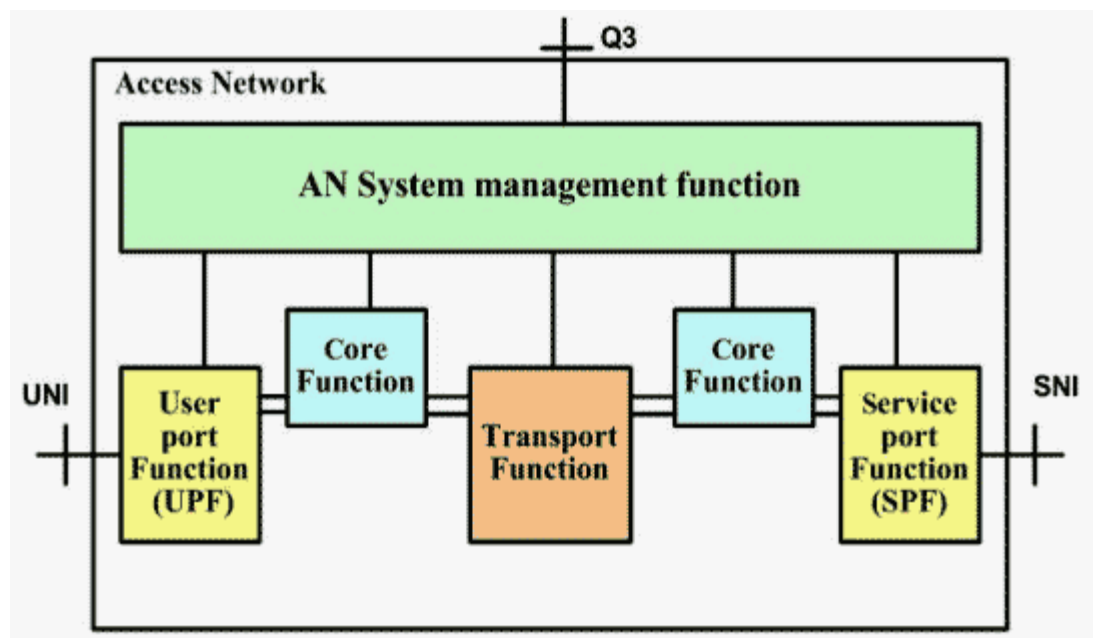 Q3
Access Network
AN System management function
Core
Function
Core
Function
UNI
User
port
Function
(UPF)
Transport
Function
Service
port
Function
(SPF)
SNI